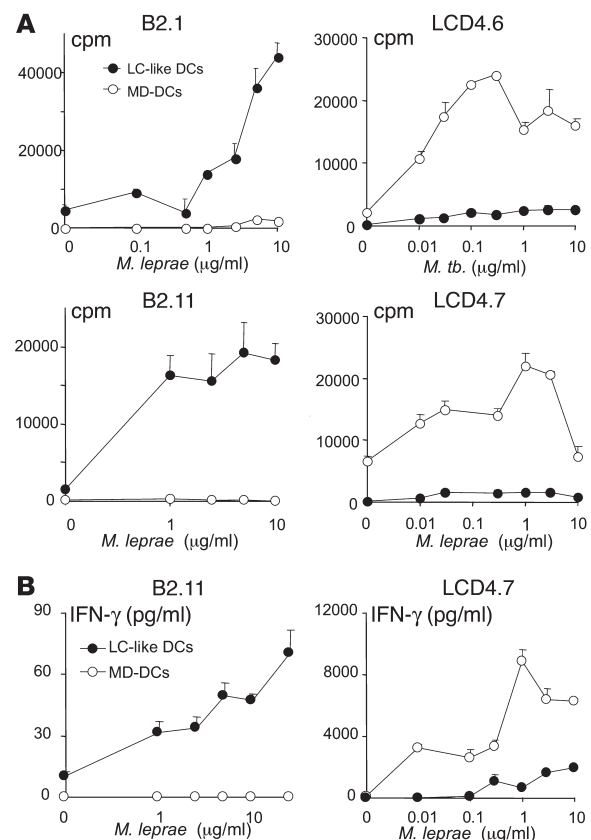 A
B2.1
cpm
LC-like DCs
MD-DCs
40000
20000
0
0 0.1 1 10
M. leprae (μg/ml)
LCD4.6
cpm
30000
20000
10000
0
0 0.01 0.1 1 10
M. tb. (μg/ml)
B2.11
cpm
20000
10000
0
0 1 10
M. leprae (μg/ml)
LCD4.7
cpm
30000
20000
10000
0
0 0.01 0.1 1 10
M. leprae (μg/ml)
B
B2.11
IFN-γ (pg/ml)
LC-like DCs
MD-DCs
90
60
30
0
0 1 10
M. leprae (μg/ml)
LCD4.7
IFN-γ (pg/ml)
12000
8000
4000
0
0 0.01 0.1 1 10
M. leprae (μg/ml)